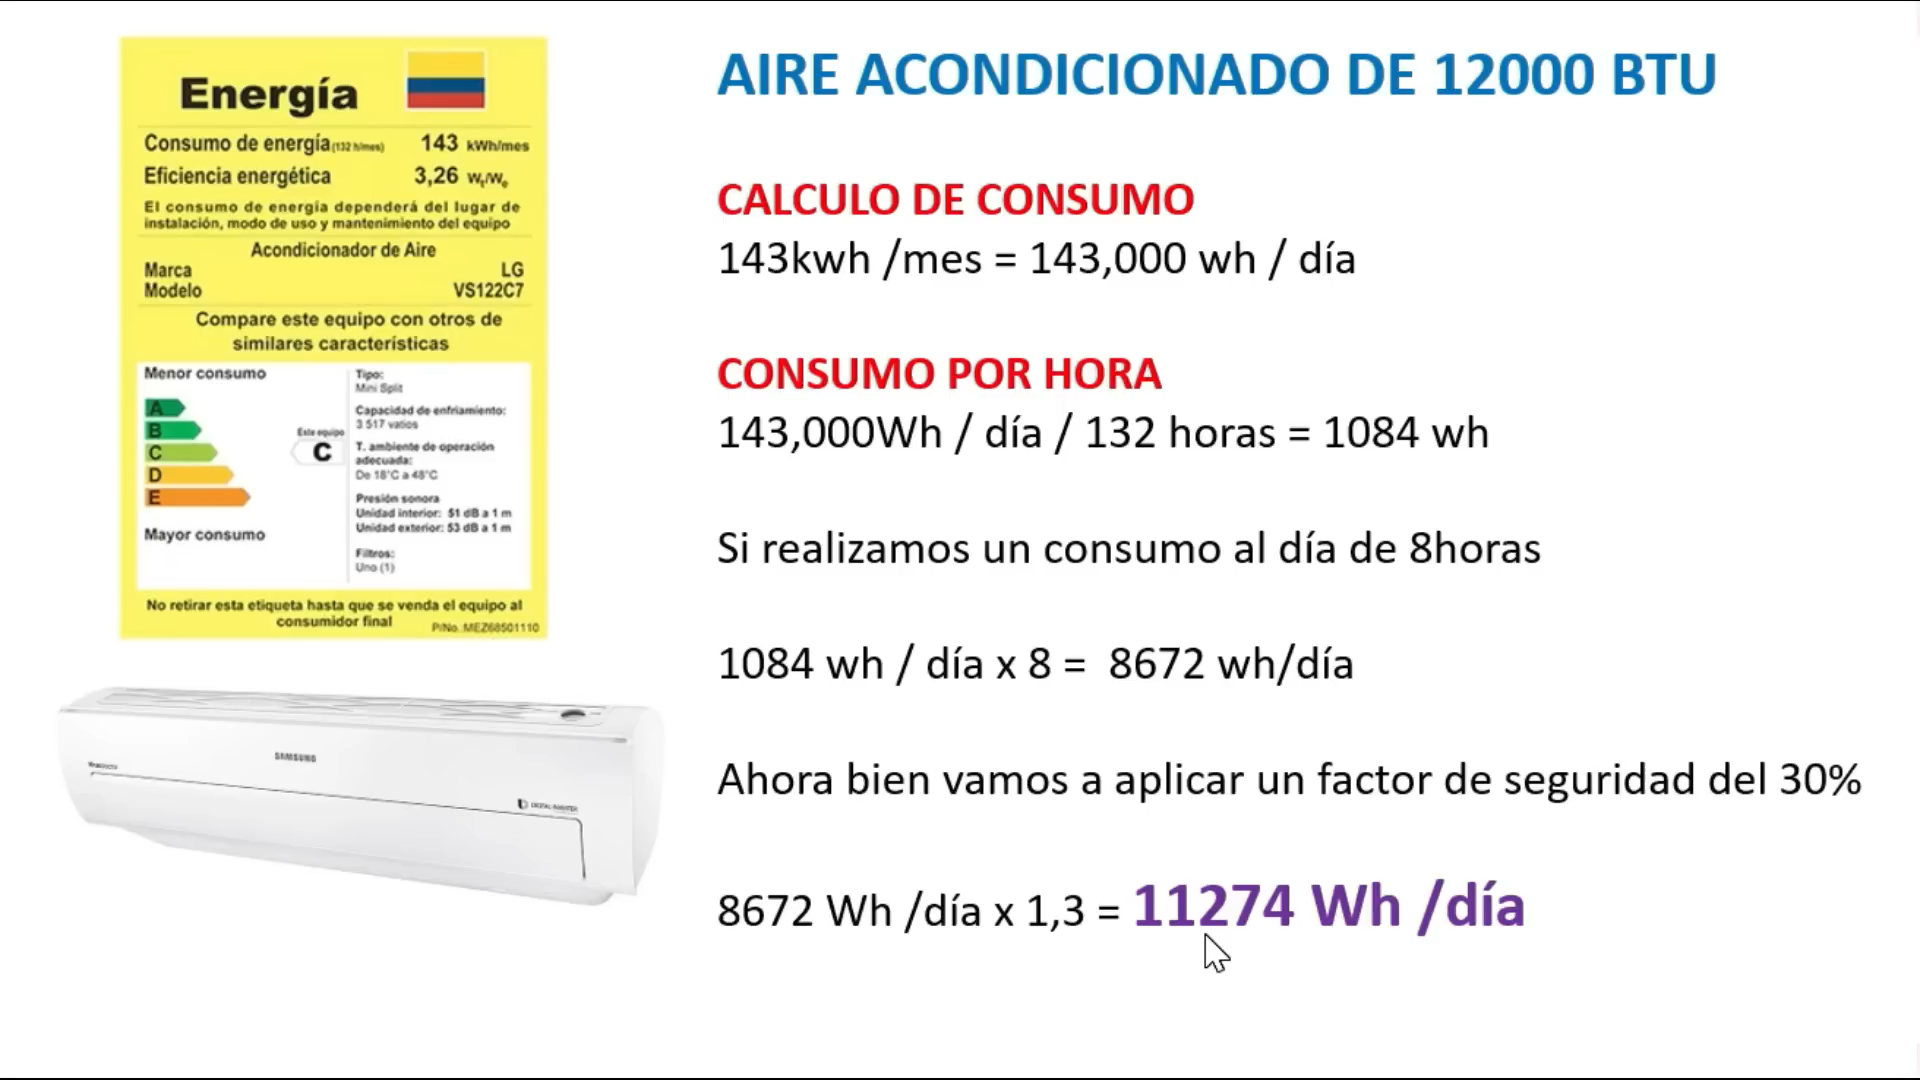 Energía
Consumo de energía (132 h/mes) 143 kWh/mes
Eficiencia energética 3,26 Wt/We
El consumo de energía dependerá del lugar de
instalación, modo de uso y mantenimiento del equipo
Acondicionador de Aire
Marca LG
Modelo VS122C7
Compare este equipo con otros de
similares características
Menor consumo
A
B
C
D
E
Mayor consumo
Este equipo
C
Tipo:
Mini Split
Capacidad de enfriamiento:
3 517 vatios
T. ambiente de operación
adecuada:
De 18°C a 48°C
Presión sonora
Unidad interior: 51 dB a 1 m
Unidad exterior: 53 dB a 1 m
Filtros:
Uno (1)
No retirar esta etiqueta hasta que se venda el equipo al
consumidor final
P/No.:MEZ68501110
SAMSUNG
DIGITAL INVERTER
AIRE ACONDICIONADO DE 12000 BTU
CALCULO DE CONSUMO
143kwh /mes = 143,000 wh / día
CONSUMO POR HORA
143,000Wh / día / 132 horas = 1084 wh
Si realizamos un consumo al día de 8horas
1084 wh / día x 8 = 8672 wh/día
Ahora bien vamos a aplicar un factor de seguridad del 30%
8672 Wh /día x 1,3 = 11274 Wh /día